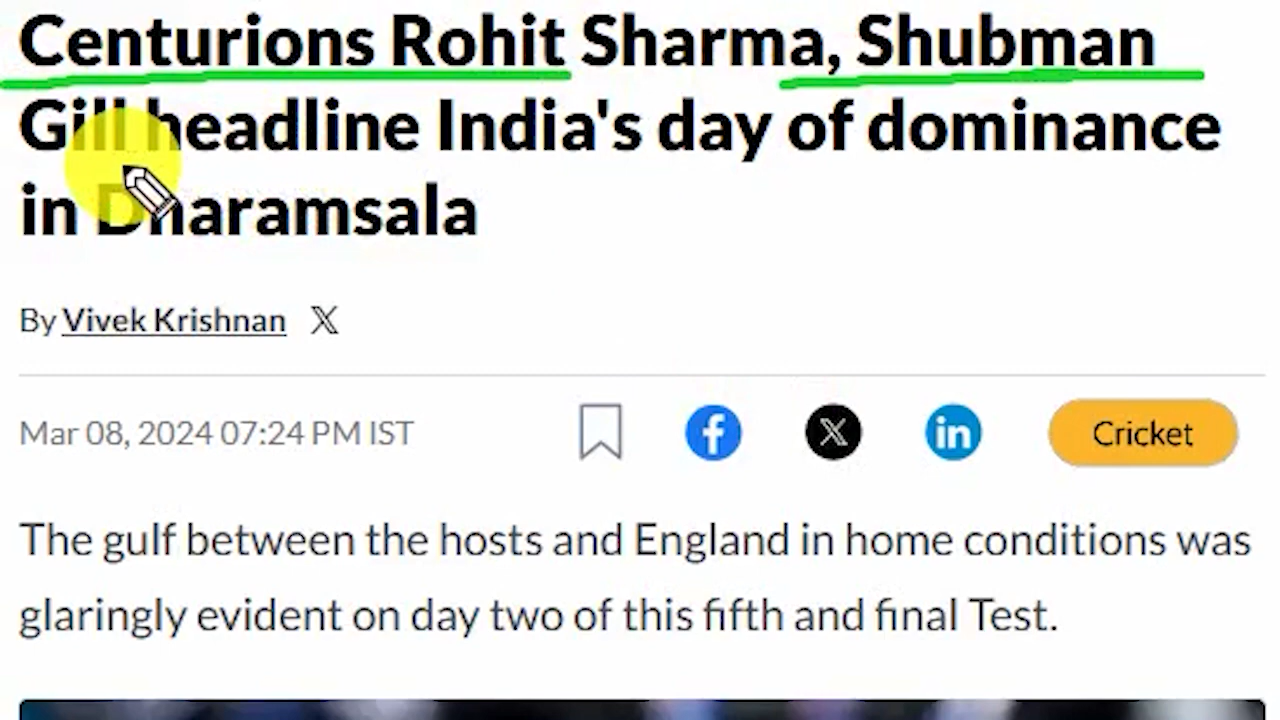 Centurions Rohit Sharma, Shubman
Gill headline India's day of dominance
in Dharamsala
By Vivek Krishnan X
Mar 08, 2024 07:24 PM IST
f X in Cricket
The gulf between the hosts and England in home conditions was
glaringly evident on day two of this fifth and final Test.